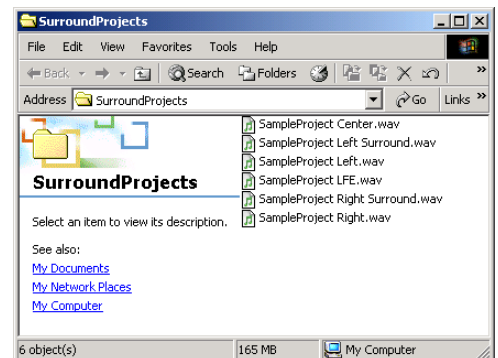 SurroundProjects
File Edit View Favorites Tools Help
Back Search Folders »
Address SurroundProjects Go Links »
SurroundProjects
Select an item to view its description.
See also:
My Documents
My Network Places
My Computer
SampleProject Center.wav
SampleProject Left Surround.wav
SampleProject Left.wav
SampleProject LFE.wav
SampleProject Right Surround.wav
SampleProject Right.wav
6 object(s) 165 MB My Computer